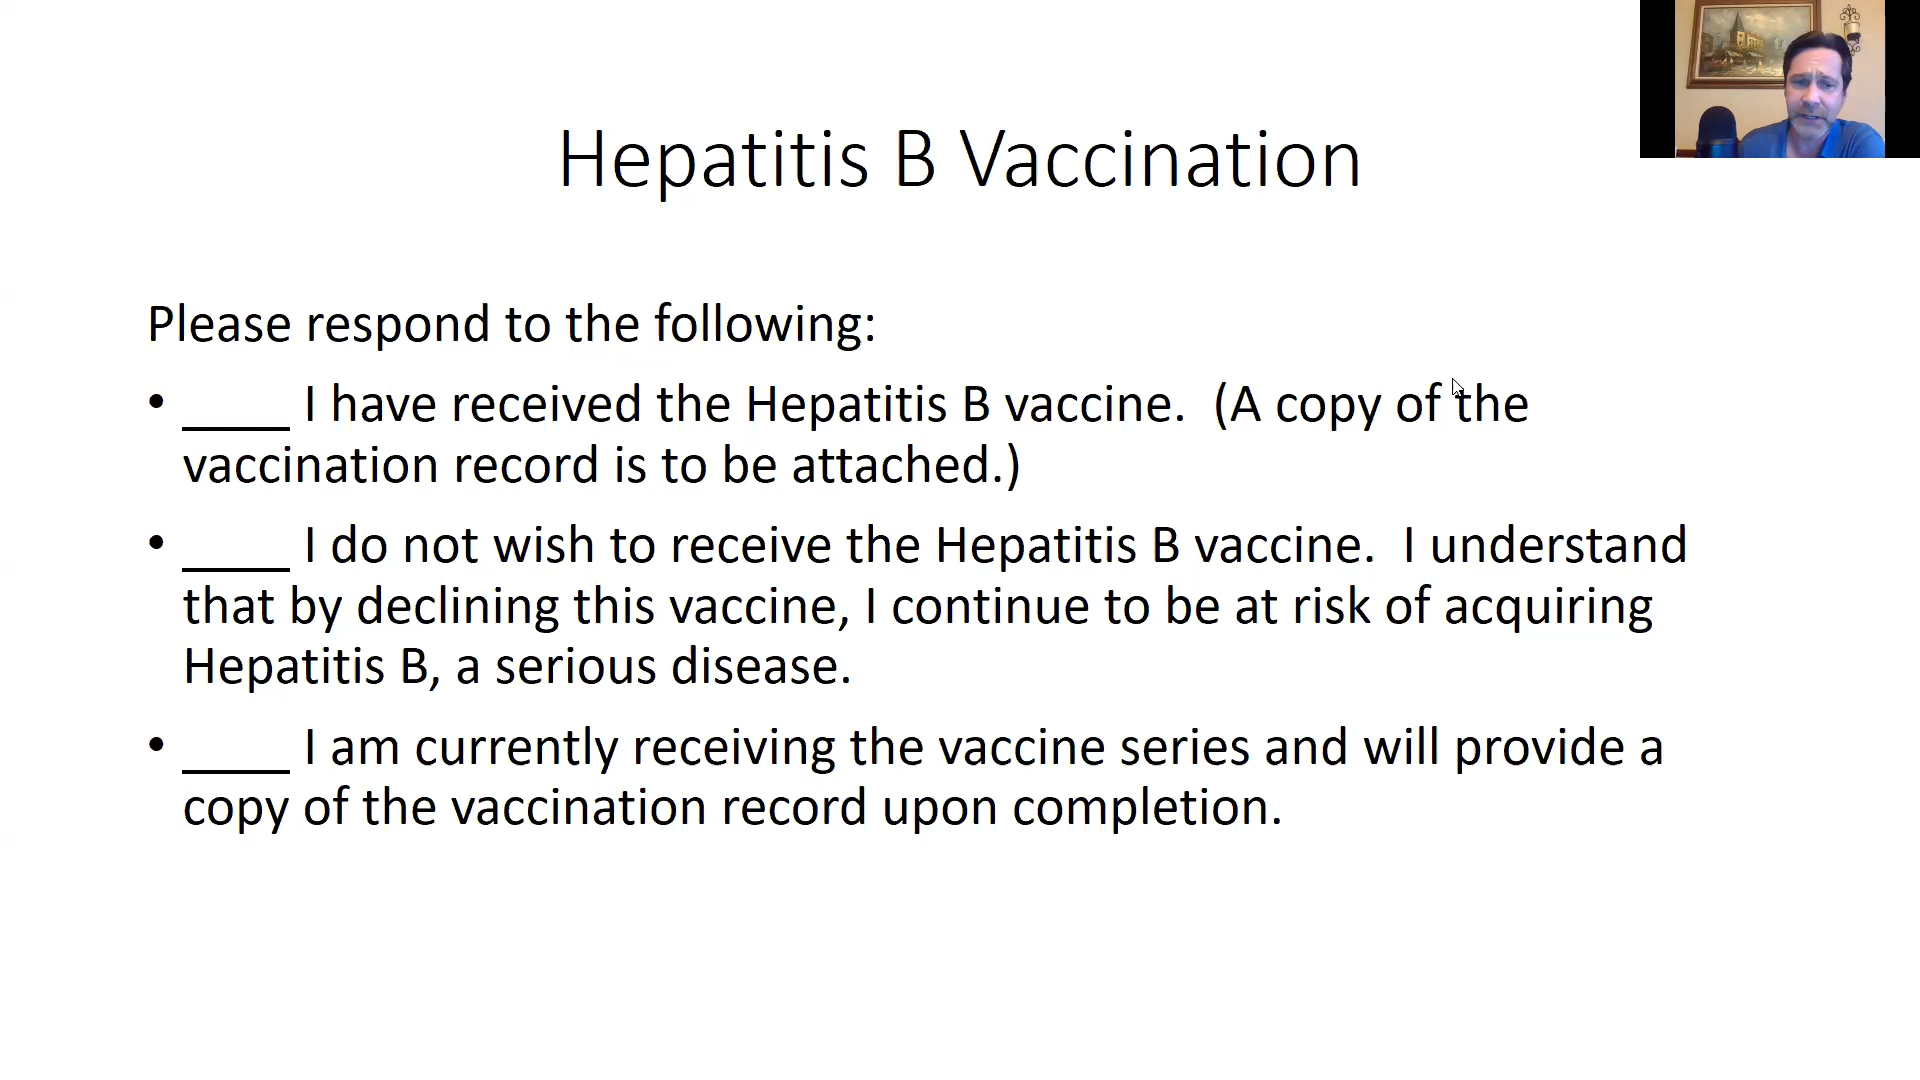 Hepatitis B Vaccination
Please respond to the following:
• ____ I have received the Hepatitis B vaccine.  (A copy of the
vaccination record is to be attached.)
• ____ I do not wish to receive the Hepatitis B vaccine.  I understand
that by declining this vaccine, I continue to be at risk of acquiring
Hepatitis B, a serious disease.
• ____ I am currently receiving the vaccine series and will provide a
copy of the vaccination record upon completion.